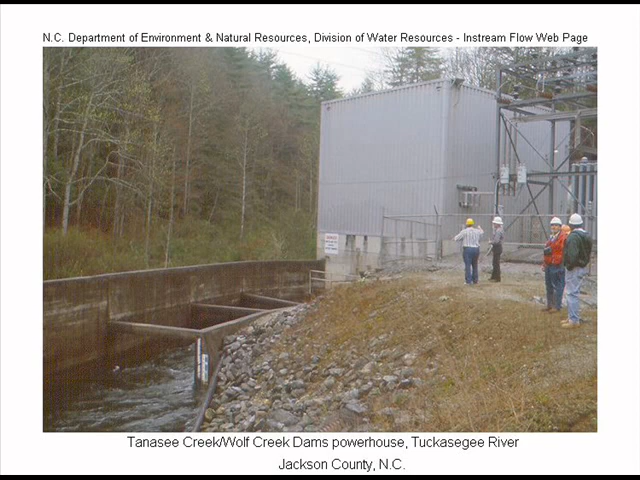 N.C. Department of Environment & Natural Resources, Division of Water Resources - Instream Flow Web Page
Tanasee Creek/Wolf Creek Dams powerhouse, Tuckasegee River
Jackson County, N.C.